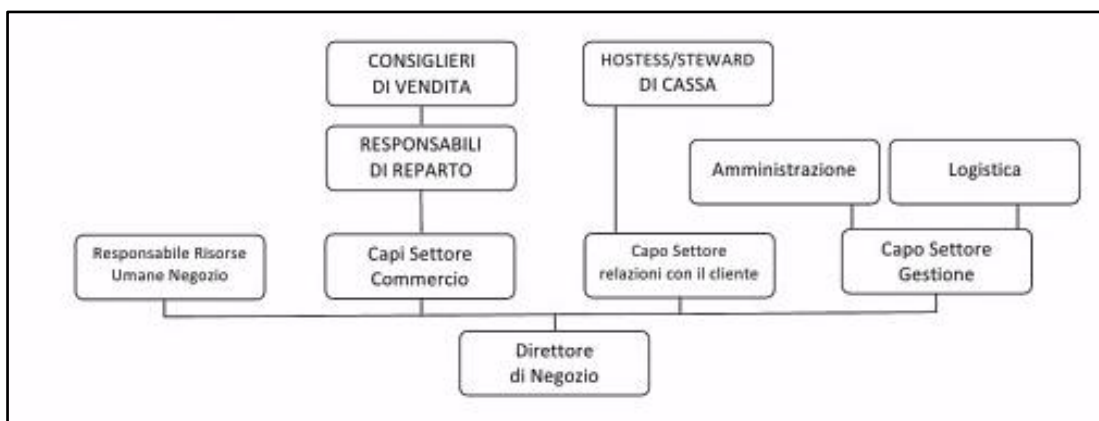 CONSIGLIERI
DI VENDITA
HOSTESS/STEWARD
DI CASSA
RESPONSABILI
DI REPARTO
Amministrazione
Logistica
Responsabile Risorse
Umane Negozio
Capi Settore
Commercio
Capo Settore
relazioni con il cliente
Capo Settore
Gestione
Direttore
di Negozio